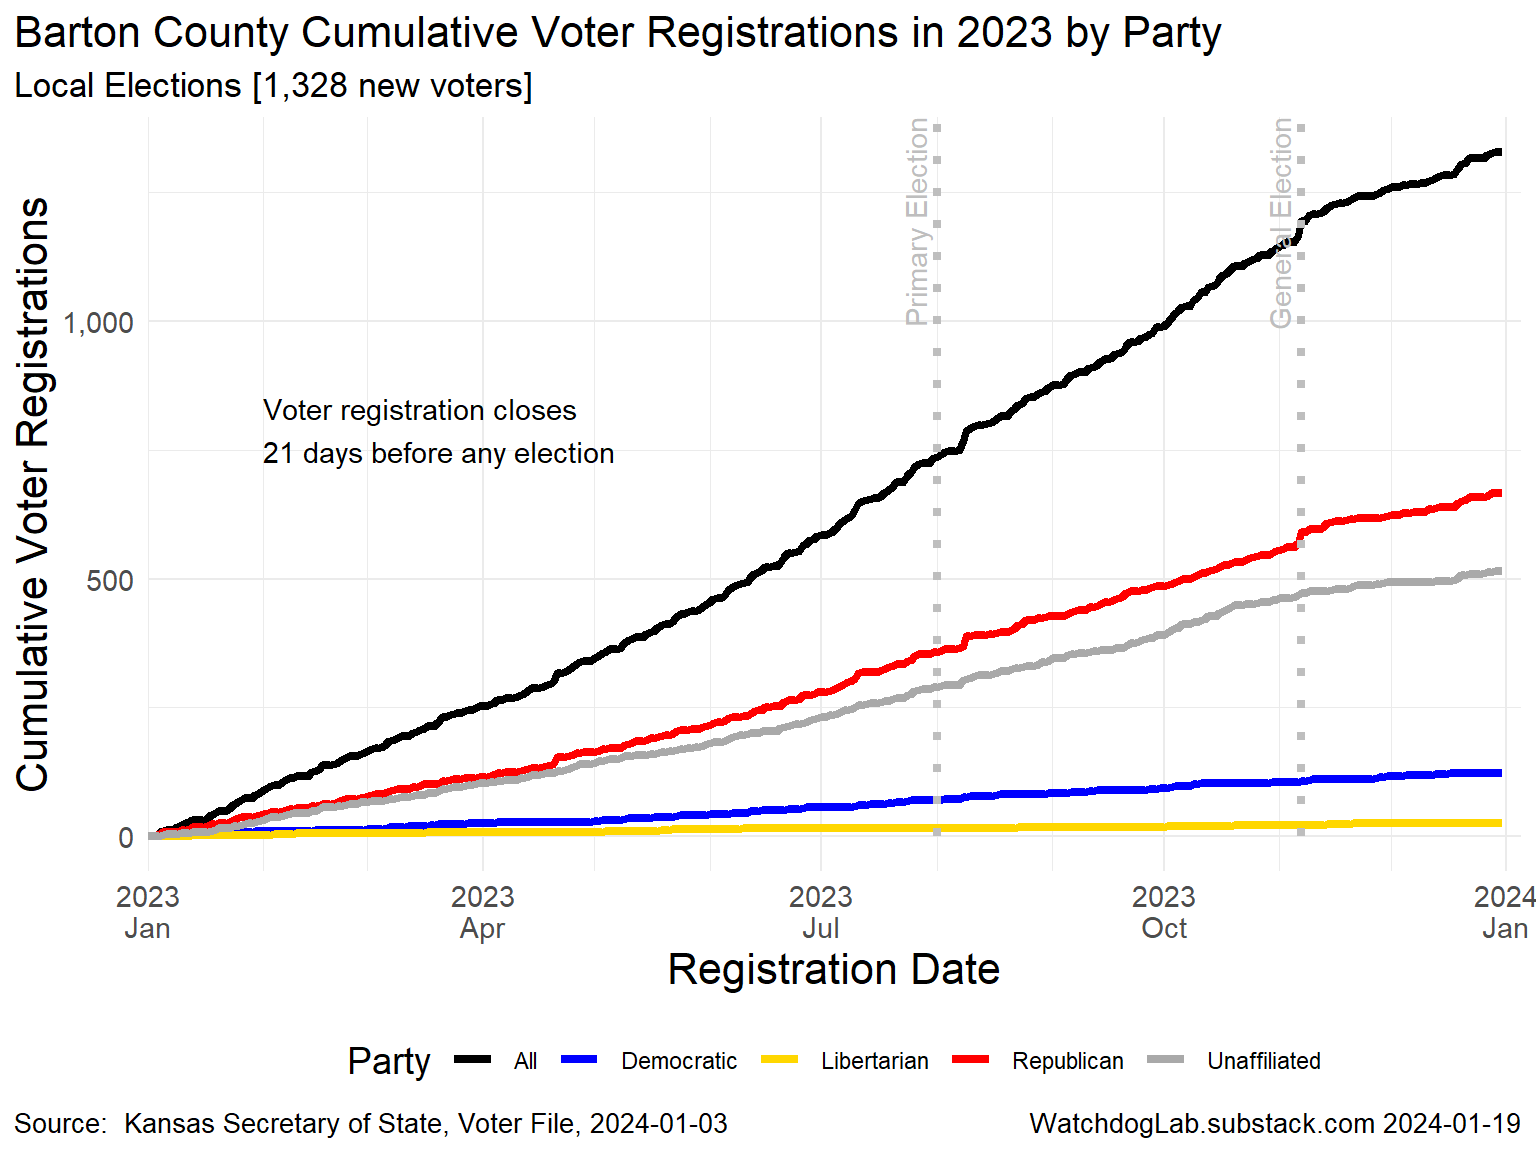 Barton County Cumulative Voter Registrations in 2023 by Party
Local Elections [1,328 new voters]
Cumulative Voter Registrations
1,000
500
0
Primary Election
General Election
Voter registration closes
21 days before any election
2023
Jan
2023
Apr
2023
Jul
2023
Oct
2024
Jan
Registration Date
Party
All
Democratic
Libertarian
Republican
Unaffiliated
Source:  Kansas Secretary of State, Voter File, 2024-01-03
WatchdogLab.substack.com 2024-01-19